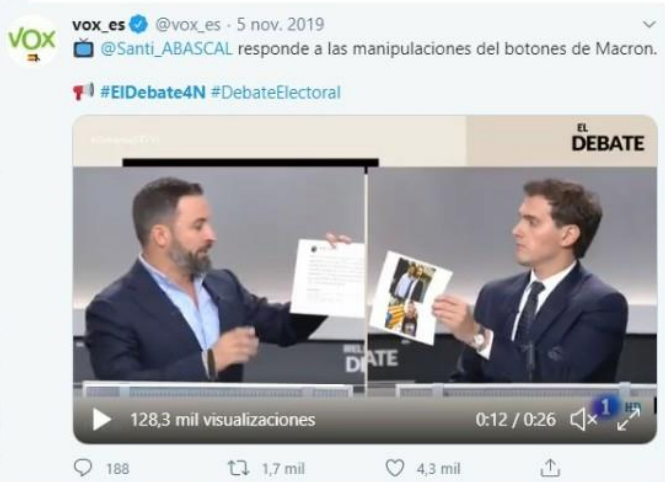 VOX
vox_es @vox_es · 5 nov. 2019
@Santi_ABASCAL responde a las manipulaciones del botones de Macron.
#ElDebate4N #DebateElectoral
EL
DEBATE
DATE
128,3 mil visualizaciones
0:12 / 0:26
1 HD
188
1,7 mil
4,3 mil